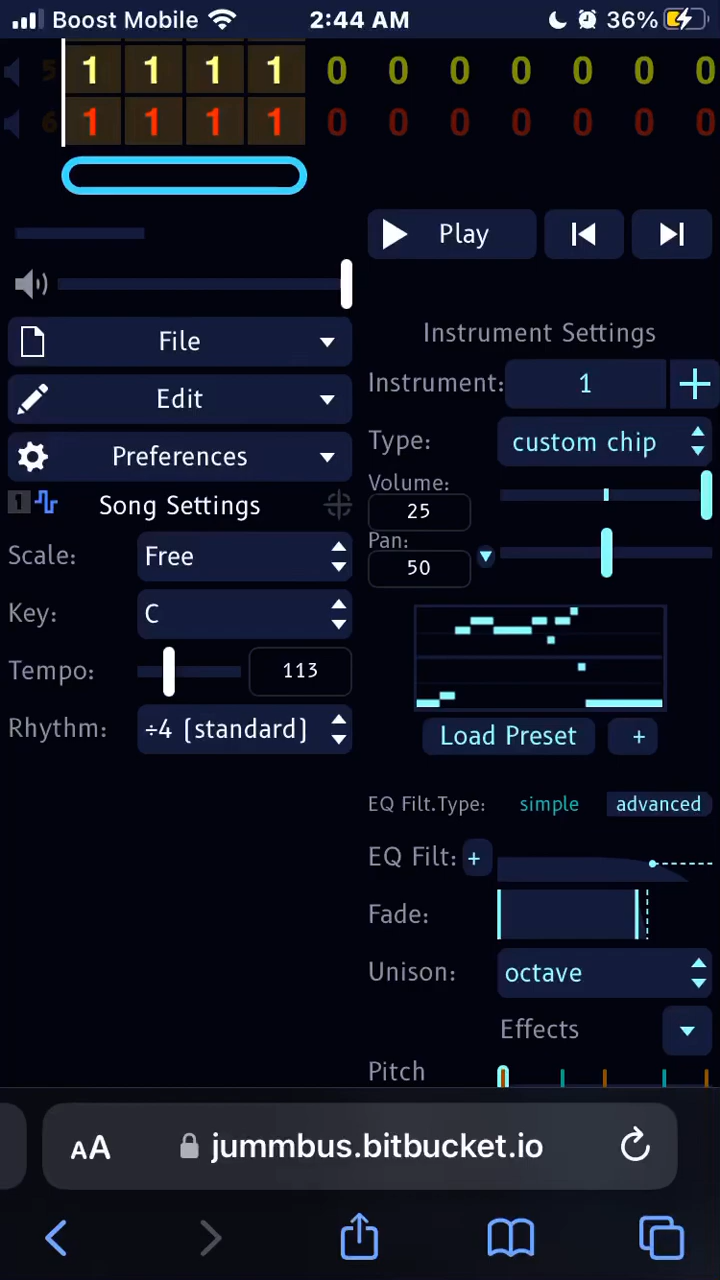 Boost Mobile 2:44 AM 36%
5 1 1 1 1 0 0 0 0 0 0 0
6 1 1 1 1 0 0 0 0 0 0 0
Play
File
Edit
Preferences
1 Song Settings
Scale: Free
Key: C
Tempo: 113
Rhythm: ÷4 (standard)
Instrument Settings
Instrument: 1 +
Type: custom chip
Volume:
25
Pan:
50
Load Preset +
EQ Filt.Type: simple advanced
EQ Filt: +
Fade:
Unison: octave
Effects
Pitch
AA jummbus.bitbucket.io